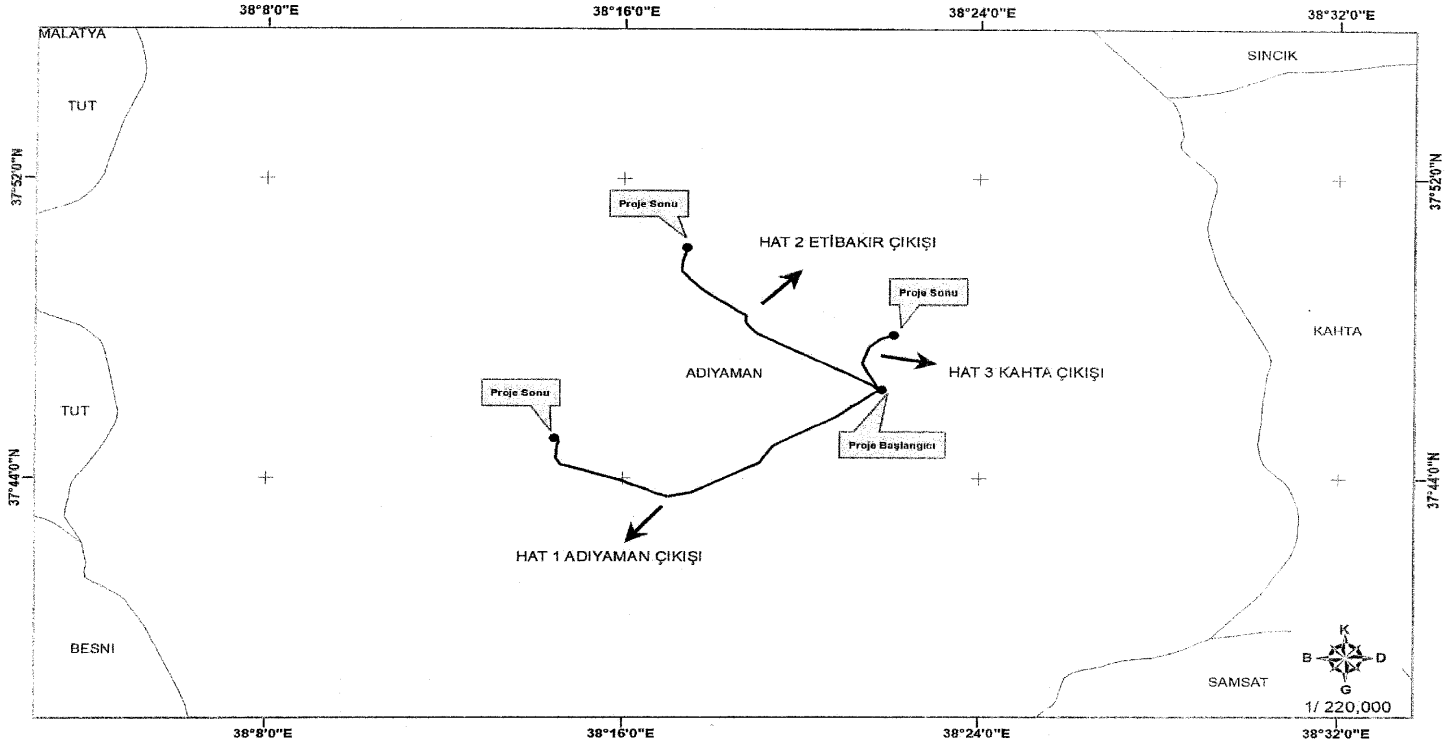 38°8'0"E
38°16'0"E
38°24'0"E
38°32'0"E
MALATYA
SINCIK
TUT
37°52'0"N
37°52'0"N
Proje Sonu
HAT 2 ETİBAKIR ÇIKIŞI
Proje Sonu
KAHTA
ADIYAMAN
HAT 3 KAHTA ÇIKIŞI
Proje Sonu
TUT
Proje Başlangıcı
37°44'0"N
37°44'0"N
HAT 1 ADIYAMAN ÇIKIŞI
BESNI
K
B
D
G
SAMSAT
1/ 220,000
38°8'0"E
38°16'0"E
38°24'0"E
38°32'0"E